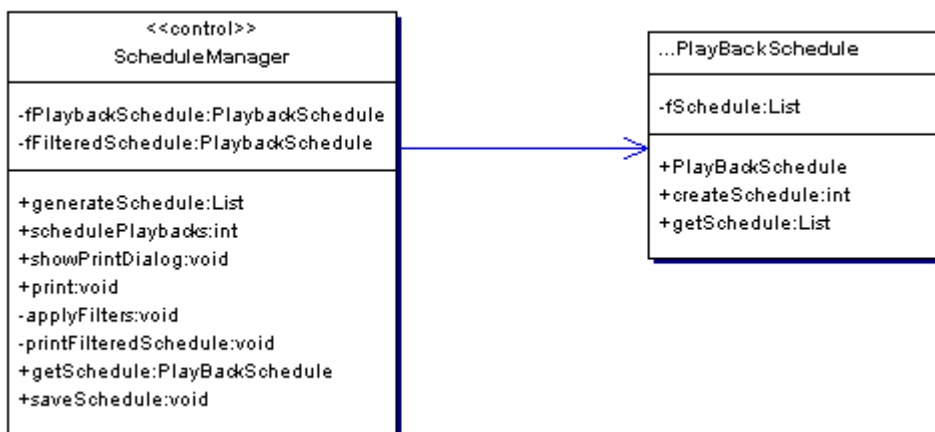 <<control>>
ScheduleManager
-fPlaybackSchedule:PlaybackSchedule
-fFilteredSchedule:PlaybackSchedule
+generateSchedule:List
+schedulePlaybacks:int
+showPrintDialog:void
+print:void
-applyFilters:void
-printFilteredSchedule:void
+getSchedule:PlayBackSchedule
+saveSchedule:void
...PlayBackSchedule
-fSchedule:List
+PlayBackSchedule
+createSchedule:int
+getSchedule:List